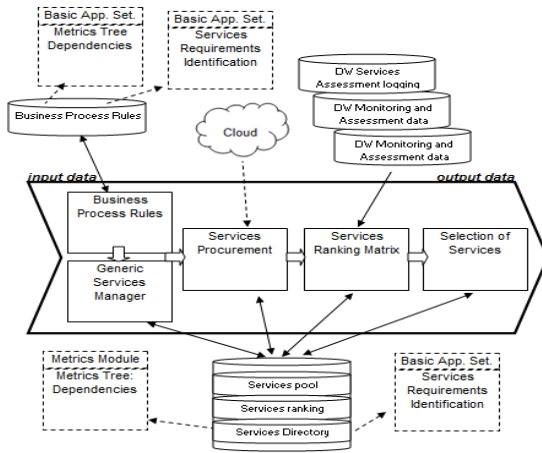 Basic App. Set.
Metrics Tree
Dependencies
Basic App. Set.
Services
Requirements
Identification
Business Process Rules
Cloud
DW Services
Assessment logging
DW Monitoring and
Assessment data
DW Monitoring and
Assessment data
input data
output data
Business
Process Rules
Generic
Services
Manager
Services
Procurement
Services
Ranking Matrix
Selection of
Services
Metrics Module
Metrics Tree:
Dependencies
Services pool
Services ranking
Services Directory
Basic App. Set.
Services
Requirements
Identification